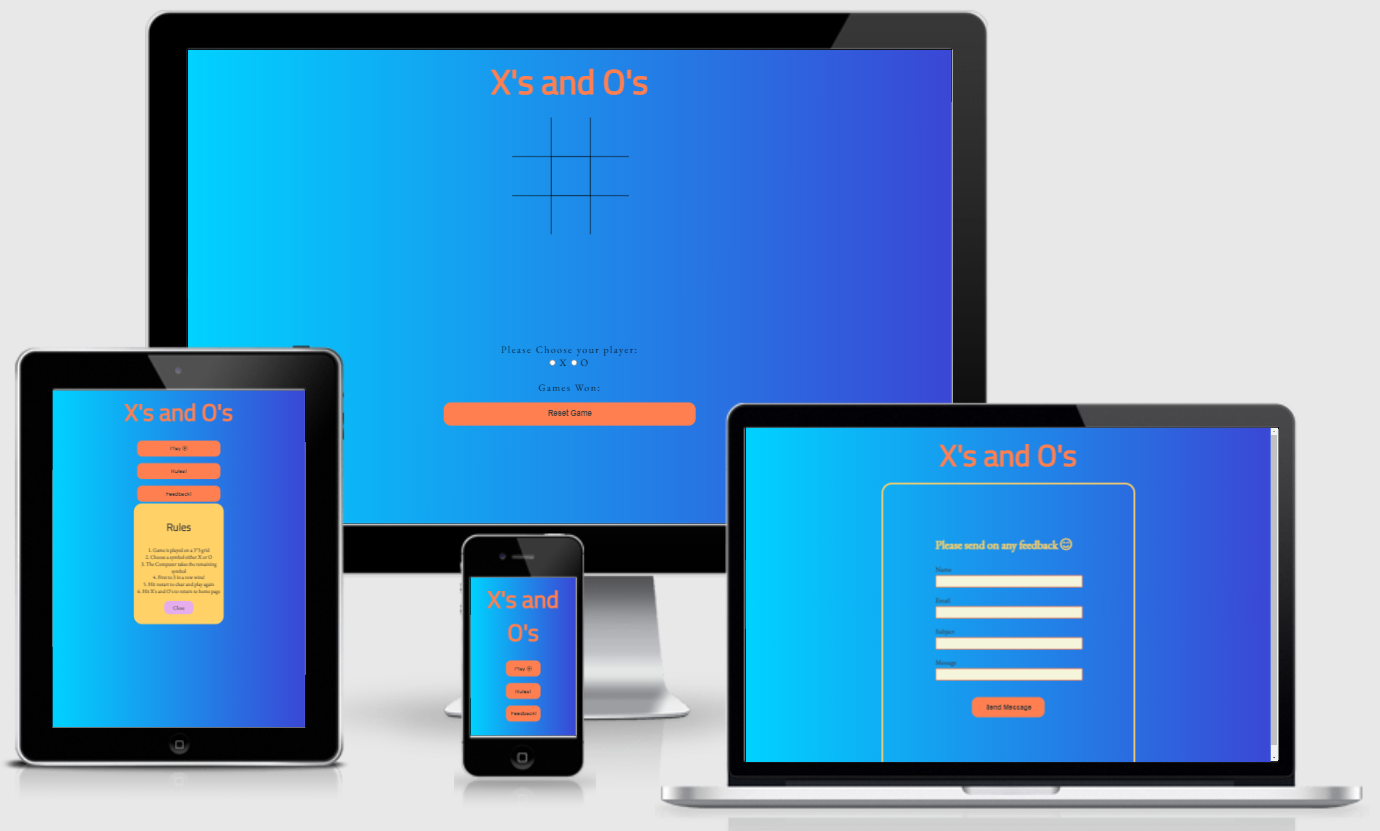 X's and O's
Please Choose your player:
X O
Games Won:
Reset Game
X's and O's
Play
Rules!
Feedback!
Rules
1. Game is played on a 3*3 grid
2. Choose a symbol either X or O
3. The Computer takes the remaining
symbol
4. First to 3 in a row wins!
5. Hit restart to clear and play again
6. Hit X's and O's to return to home page
Close
X's and
O's
Play
Rules!
Feedback!
X's and O's
Please send on any feedback
Name
Email
Subject
Message
Send Message